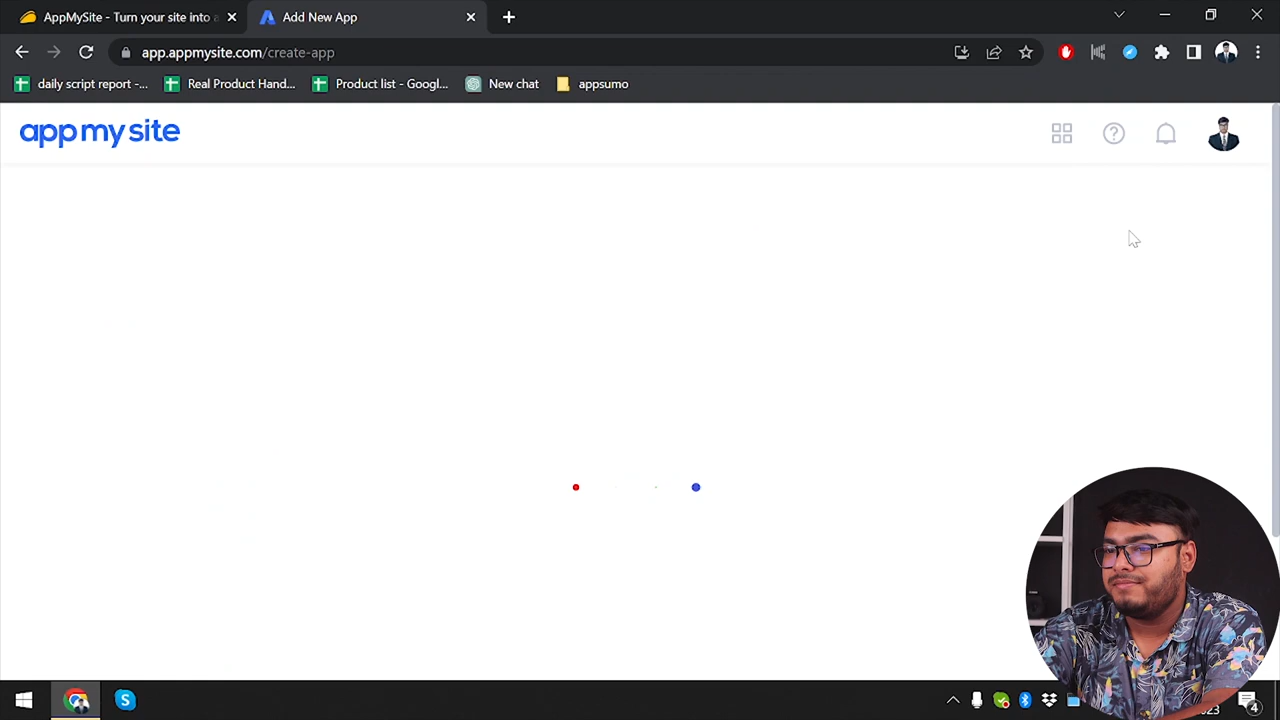 AppMySite - Turn your site into a
Add New App
app.appmysite.com/create-app
daily script report -...
Real Product Hand...
Product list - Googl...
New chat
appsumo
app my site
S
4